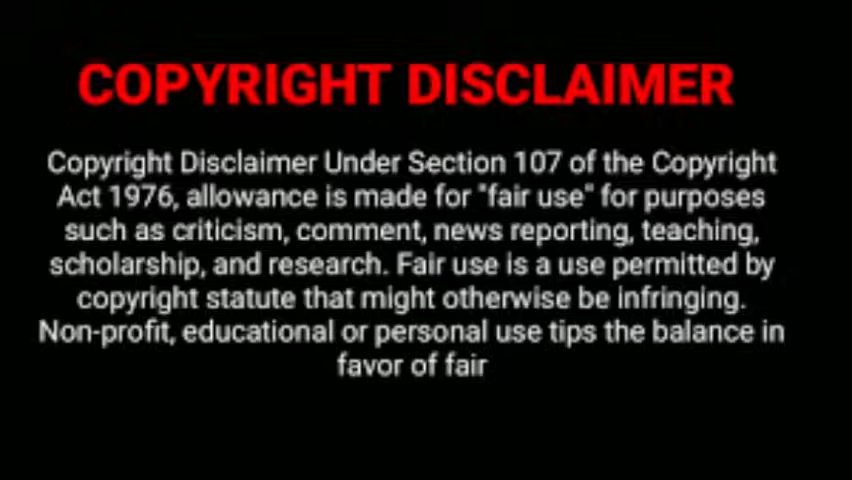 COPYRIGHT DISCLAIMER
Copyright Disclaimer Under Section 107 of the Copyright
Act 1976, allowance is made for "fair use" for purposes
such as criticism, comment, news reporting, teaching,
scholarship, and research. Fair use is a use permitted by
copyright statute that might otherwise be infringing.
Non-profit, educational or personal use tips the balance in
favor of fair